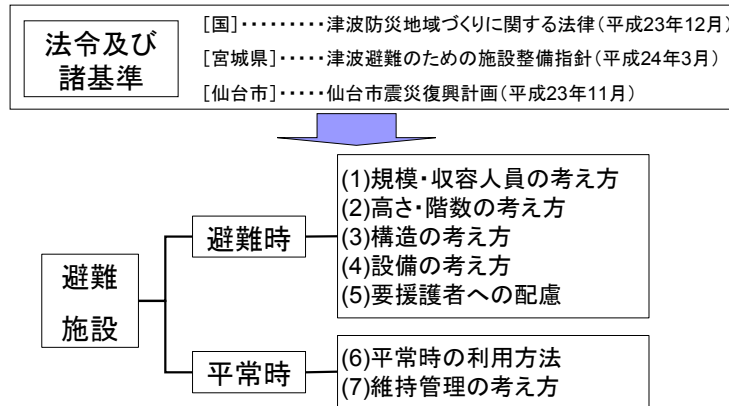 法令及び
諸基準
[国]・・・・・・・・・津波防災地域づくりに関する法律(平成23年12月)
[宮城県]・・・・・津波避難のための施設整備指針(平成24年3月)
[仙台市]・・・・・仙台市震災復興計画(平成23年11月)
避難
施設
避難時
(1)規模・収容人員の考え方
(2)高さ・階数の考え方
(3)構造の考え方
(4)設備の考え方
(5)要援護者への配慮
平常時
(6)平常時の利用方法
(7)維持管理の考え方